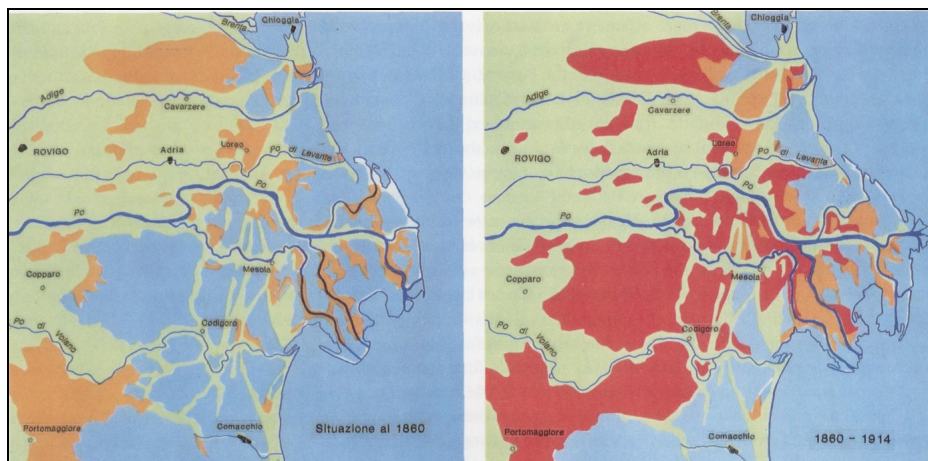 Chioggia
Brenta
Adige
Cavarzere
ROVIGO
Adria
Loreo
Po di Levante
Po
Po
Mesola
Copparo
Codigoro
Po di Volano
Portomaggiore
Comacchio
Situazione al 1860
Chioggia
Brenta
Adige
Cavarzere
ROVIGO
Adria
Loreo
Po di Levante
Po
Po
Mesola
Copparo
Codigoro
Po di Volano
Portomaggiore
Comacchio
1860 - 1914